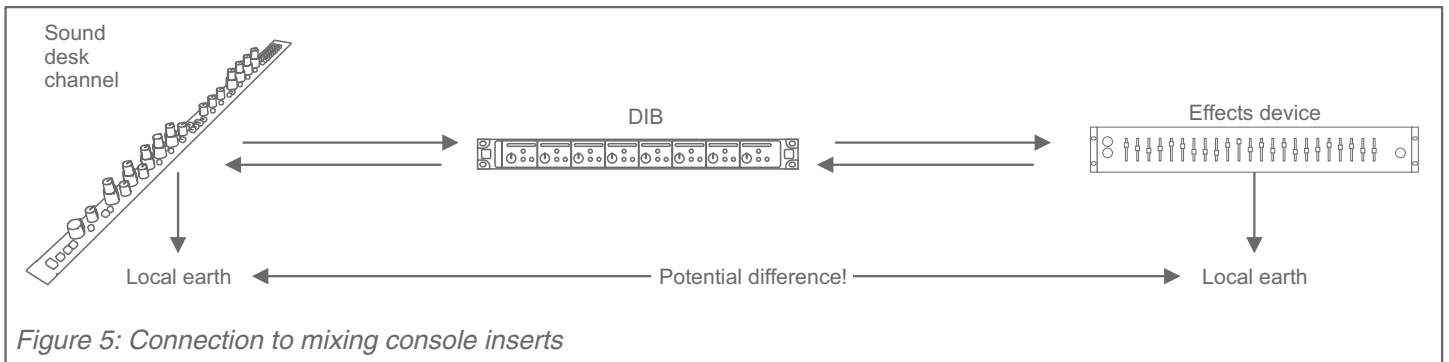 Sound
desk
channel
DIB
Effects device
Local earth
Potential difference!
Local earth
Figure 5: Connection to mixing console inserts